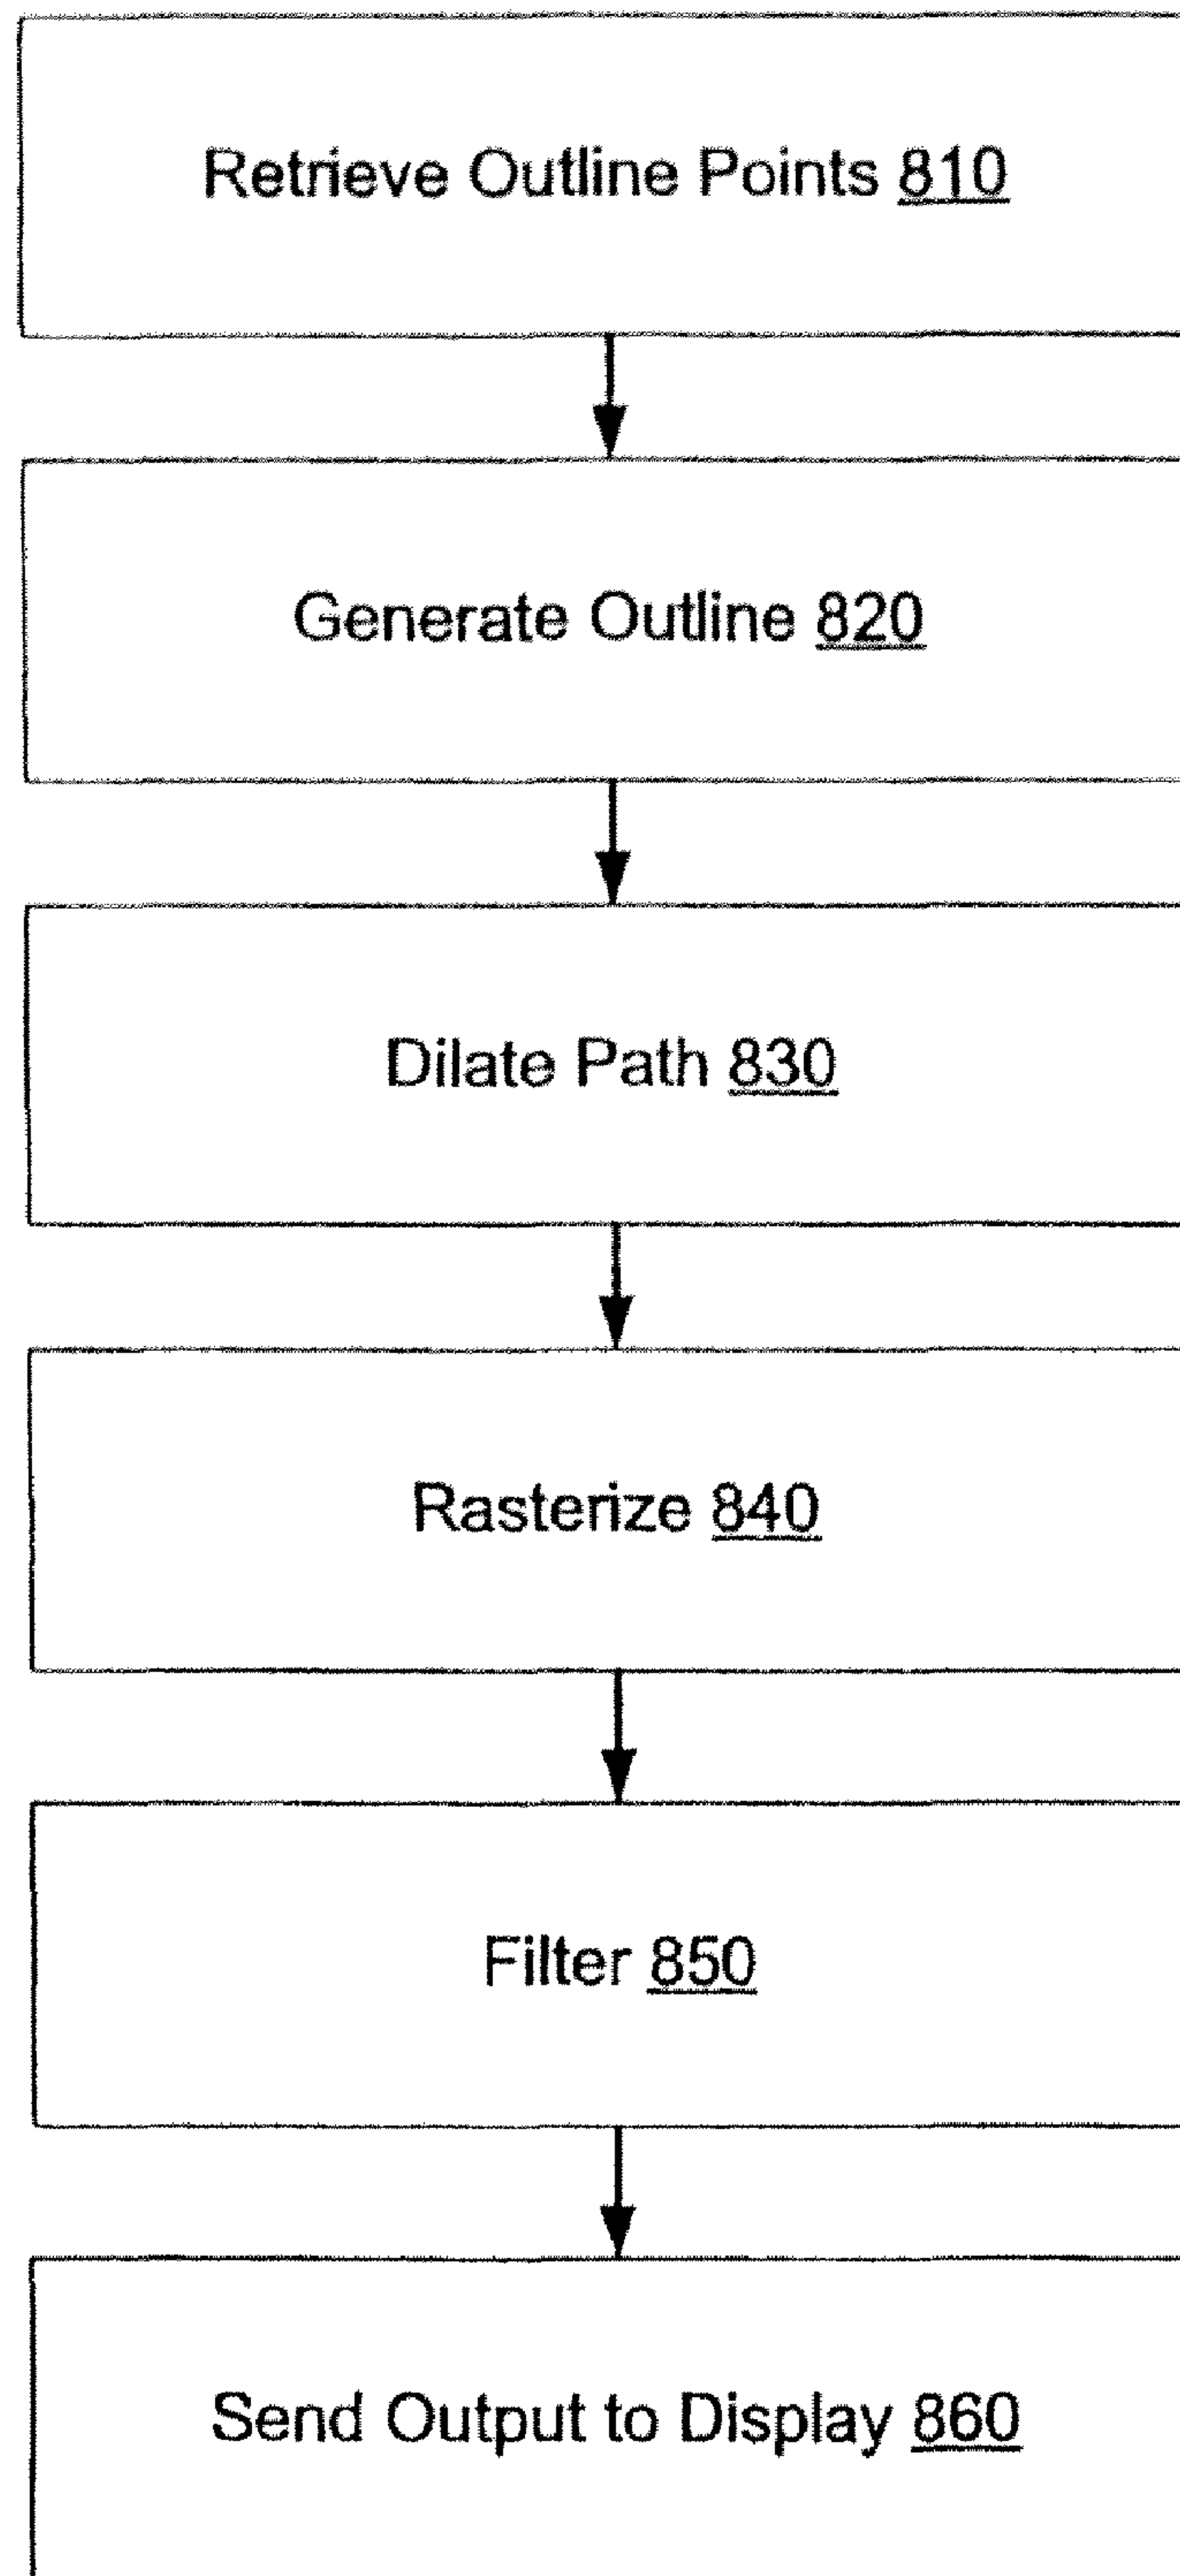 Retrieve Outline Points 810
Generate Outline 820
Dilate Path 830
Rasterize 840
Filter 850
Send Output to Display 860